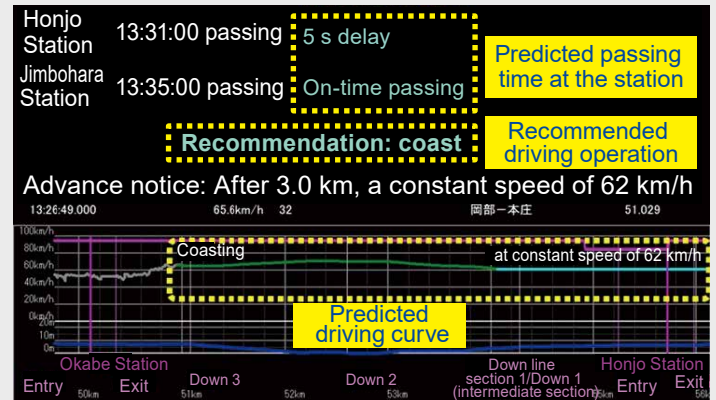 Honjo
Station
13:31:00 passing
5 s delay
Jimbohara
Station
13:35:00 passing
On-time passing
Predicted passing
time at the station
Recommendation: coast
Recommended
driving operation
Advance notice: After 3.0 km, a constant speed of 62 km/h
13:26:49.000 65.6km/h 32 岡部ー本庄 51.029
100km/h
80km/h
60km/h
40km/h
20km/h
0km/h
20m
10m
0m
Coasting
at constant speed of 62 km/h
Predicted
driving curve
Okabe Station
Honjo Station
Entry
50km
Exit
51km
Down 3
52km
Down 2
53km
Down line
section 1/Down 1
(intermediate section)
Entry
Exit